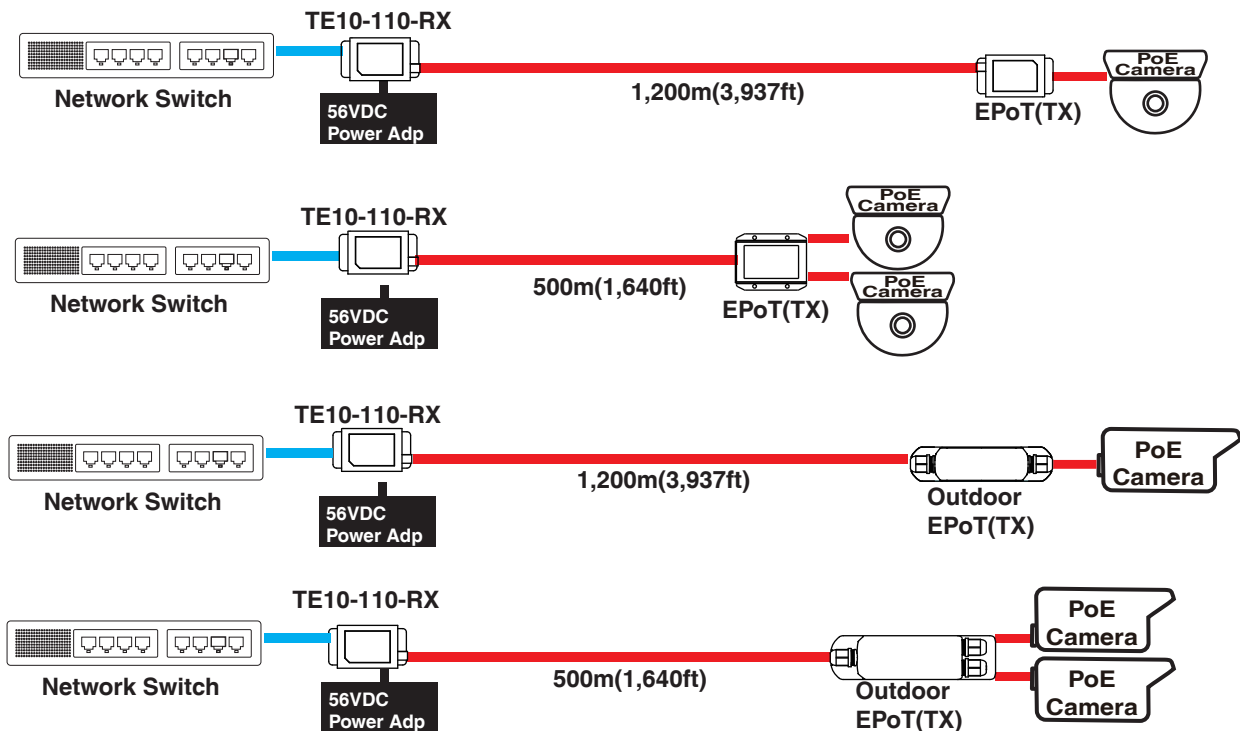 TE10-110-RX
PoE
Camera
Network Switch
56VDC
Power Adp
1,200m(3,937ft)
EPoT(TX)
TE10-110-RX
PoE
Camera
PoE
Camera
Network Switch
56VDC
Power Adp
500m(1,640ft)
EPoT(TX)
TE10-110-RX
PoE
Camera
Network Switch
56VDC
Power Adp
1,200m(3,937ft)
Outdoor
EPoT(TX)
TE10-110-RX
PoE
Camera
PoE
Camera
Network Switch
56VDC
Power Adp
500m(1,640ft)
Outdoor
EPoT(TX)